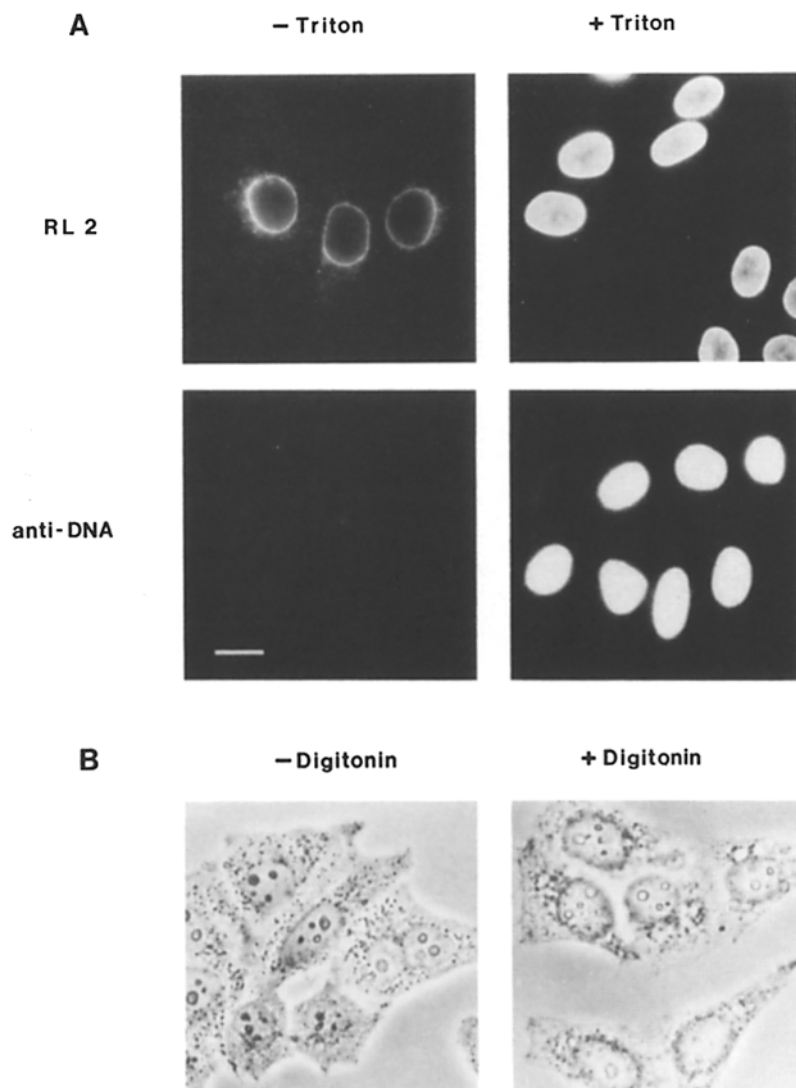 A
– Triton
+ Triton
RL 2
anti-DNA
B
– Digitonin
+ Digitonin